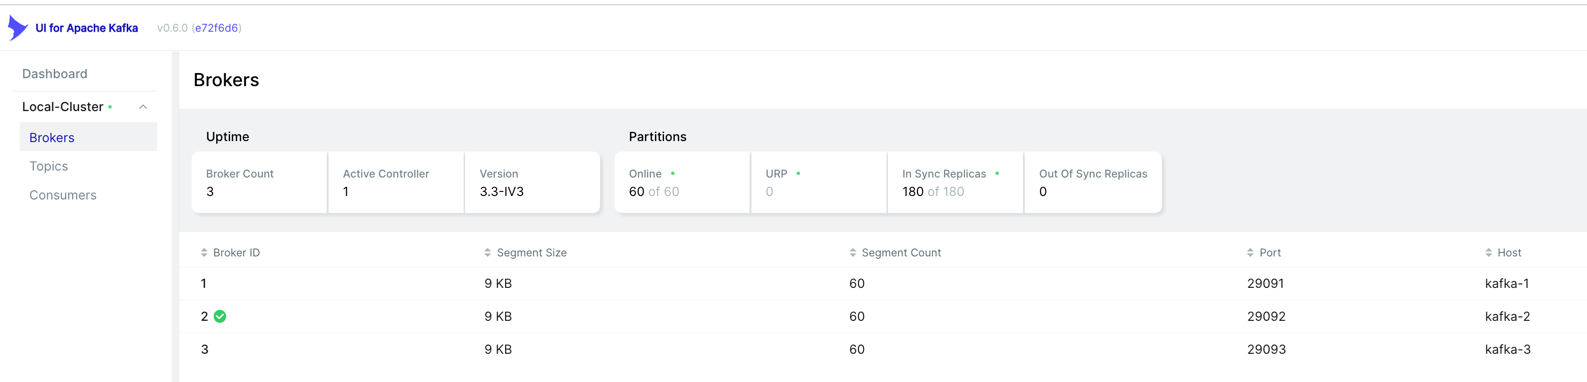 UI for Apache Kafka v0.6.0 (e72f6d6)
Dashboard
Local-Cluster
Brokers
Topics
Consumers
Brokers
Uptime
Broker Count
3
Active Controller
1
Version
3.3-IV3
Partitions
Online
60 of 60
URP
0
In Sync Replicas
180 of 180
Out Of Sync Replicas
0
Broker ID Segment Size Segment Count Port Host
1 9 KB 60 29091 kafka-1
2 9 KB 60 29092 kafka-2
3 9 KB 60 29093 kafka-3